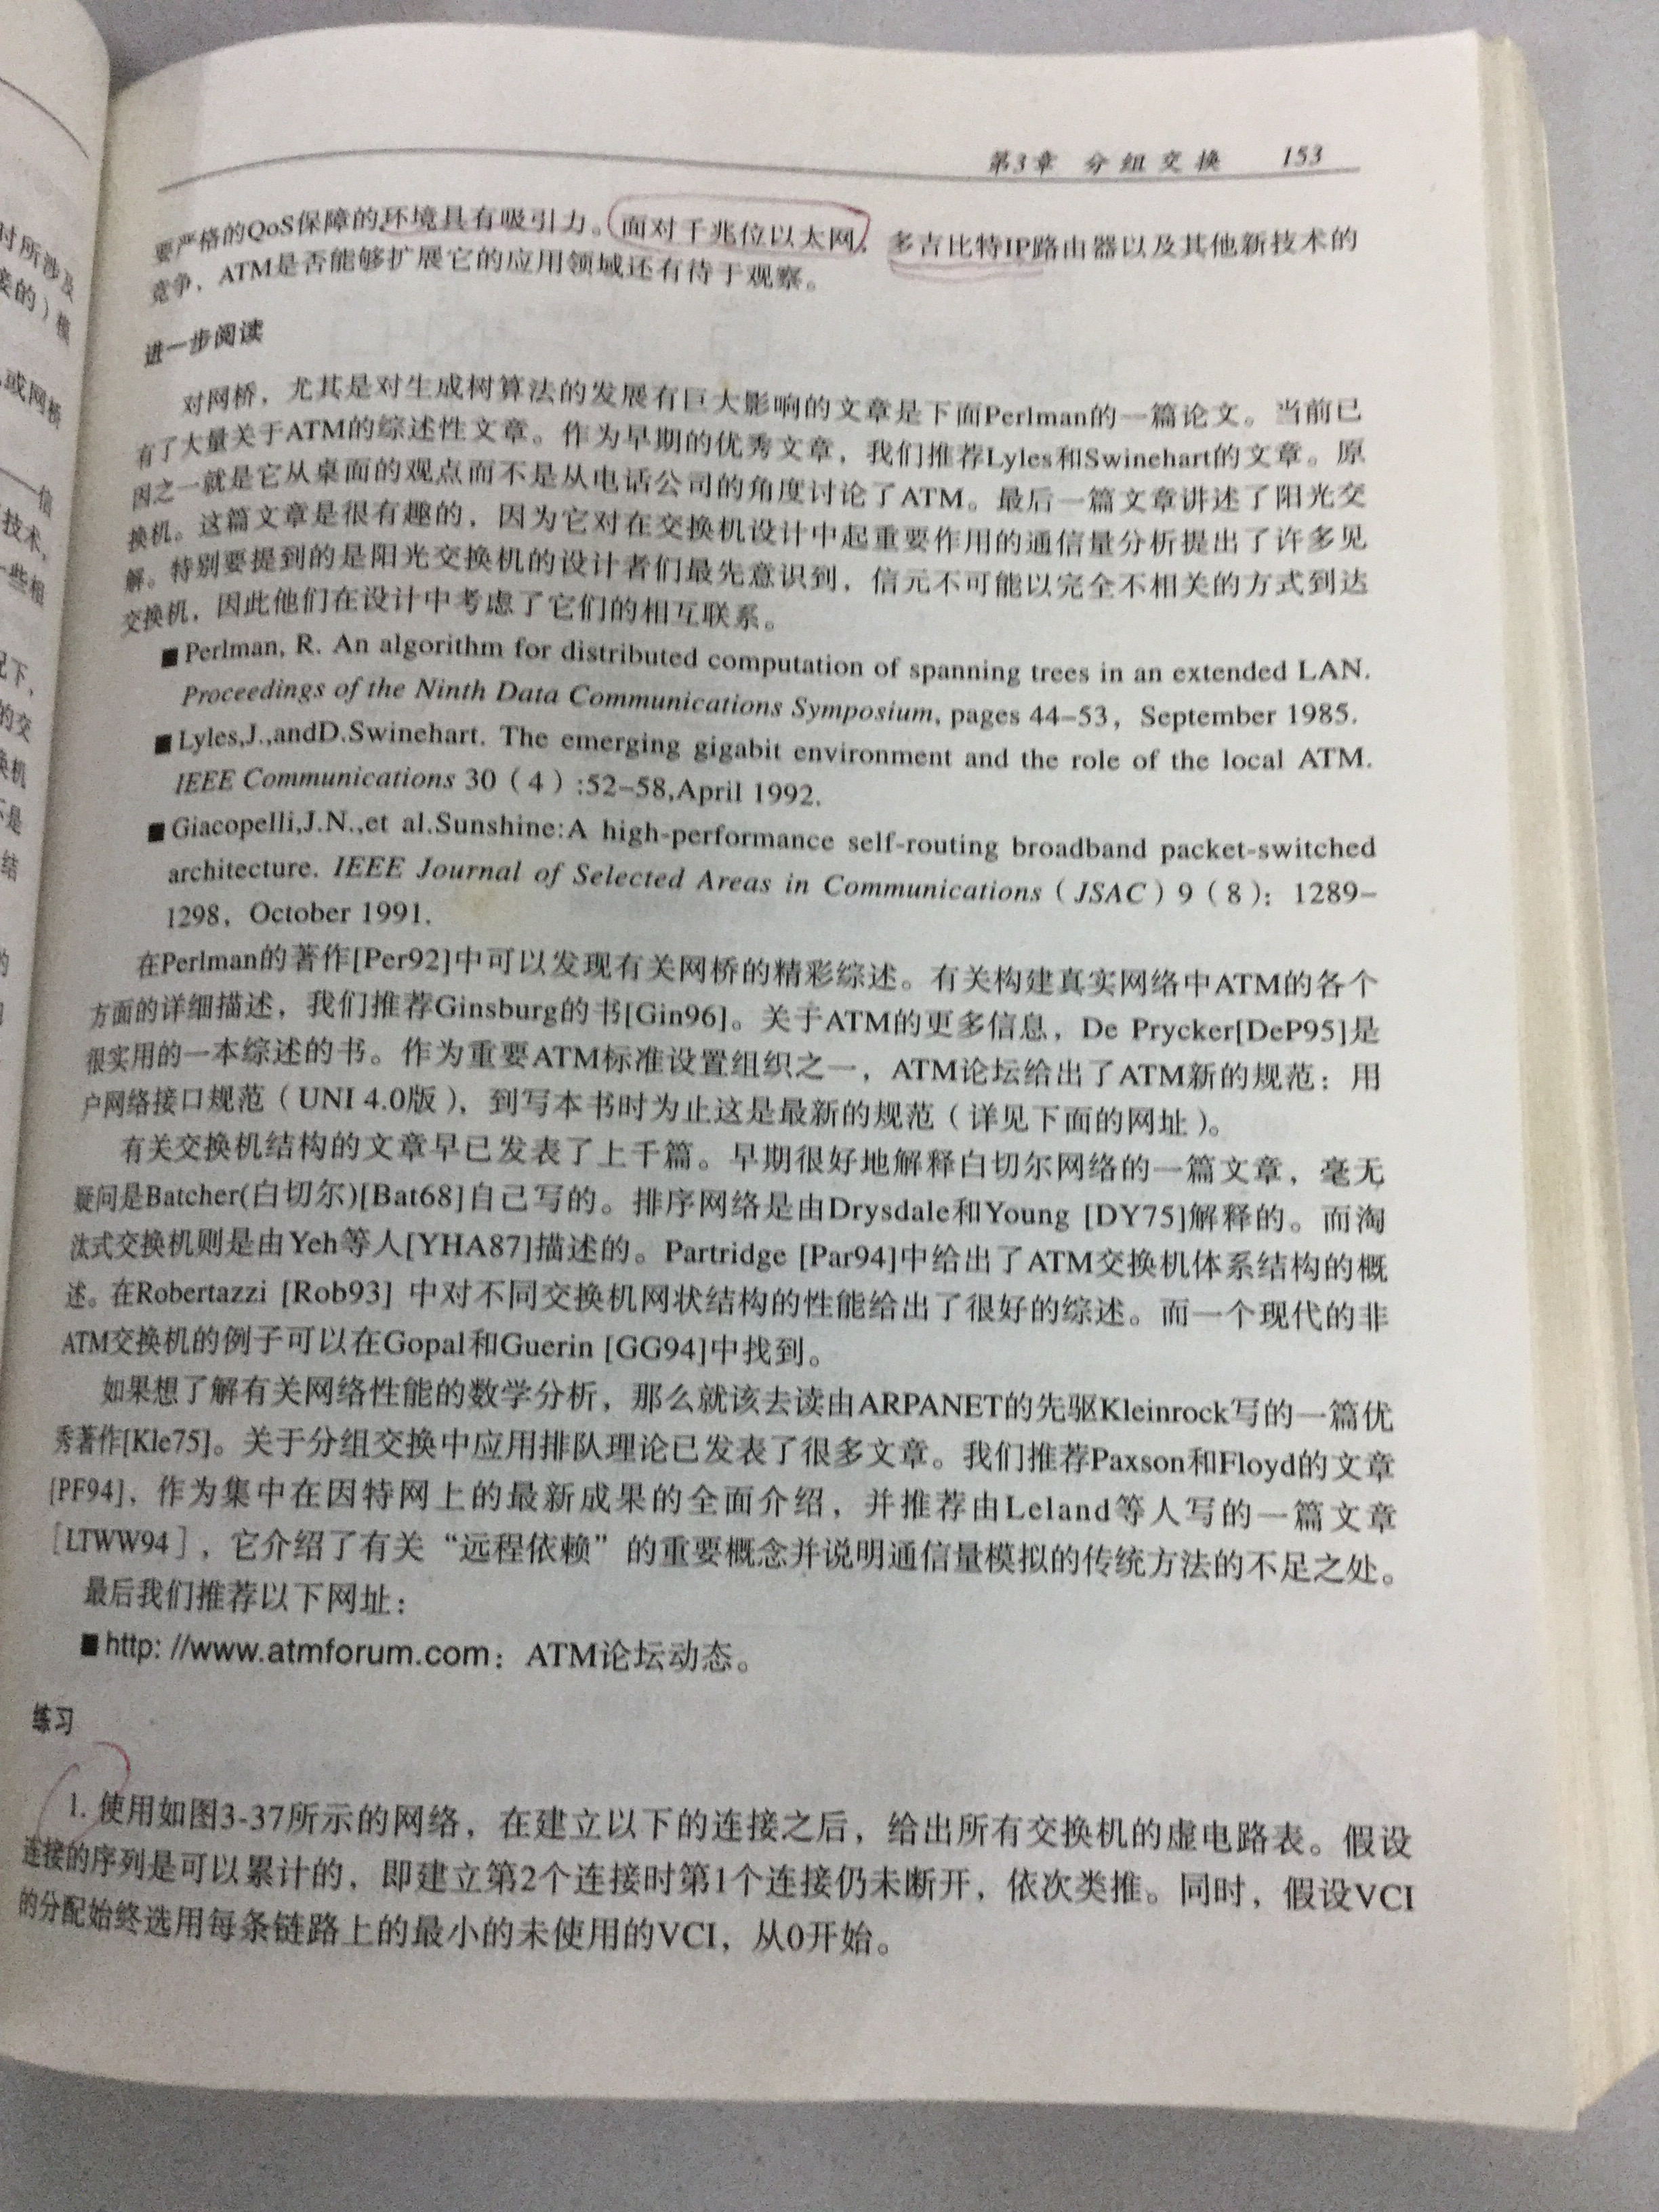 第3章 分组交换 153
要严格的QoS保障的环境具有吸引力。面对千兆位以太网、多吉比特IP路由器以及其他新技术的
竞争，ATM是否能够扩展它的应用领域还有待于观察。
进一步阅读
对网桥，尤其是对生成树算法的发展有巨大影响的文章是下面Perlman的一篇论文。当前已
有了大量关于ATM的综述性文章。作为早期的优秀文章，我们推荐Lyles和Swinehart的文章。原
因之一就是它从桌面的观点而不是从电话公司的角度讨论了ATM。最后一篇文章讲述了阳光交
换机。这篇文章是很有趣的，因为它对在交换机设计中起重要作用的通信量分析提出了许多见
解。特别要提到的是阳光交换机的设计者们最先意识到，信元不可能以完全不相关的方式到达
交换机，因此他们在设计中考虑了它们的相互联系。
■Perlman, R. An algorithm for distributed computation of spanning trees in an extended LAN.
Proceedings of the Ninth Data Communications Symposium, pages 44–53，September 1985.
■Lyles,J.,andD.Swinehart. The emerging gigabit environment and the role of the local ATM.
IEEE Communications 30（4）:52–58,April 1992.
■Giacopelli,J.N.,et al.Sunshine:A high-performance self-routing broadband packet-switched
architecture. IEEE Journal of Selected Areas in Communications（JSAC）9（8）：1289–
1298，October 1991.
在Perlman的著作[Per92]中可以发现有关网桥的精彩综述。有关构建真实网络中ATM的各个
方面的详细描述，我们推荐Ginsburg的书[Gin96]。关于ATM的更多信息，De Prycker[DeP95]是
很实用的一本综述的书。作为重要ATM标准设置组织之一，ATM论坛给出了ATM新的规范：用
户网络接口规范（UNI 4.0版），到写本书时为止这是最新的规范（详见下面的网址）。
有关交换机结构的文章早已发表了上千篇。早期很好地解释白切尔网络的一篇文章，毫无
疑问是Batcher(白切尔)[Bat68]自己写的。排序网络是由Drysdale和Young [DY75]解释的。而淘
汰式交换机则是由Yeh等人[YHA87]描述的。Partridge [Par94]中给出了ATM交换机体系结构的概
述。在Robertazzi [Rob93] 中对不同交换机网状结构的性能给出了很好的综述。而一个现代的非
ATM交换机的例子可以在Gopal和Guerin [GG94]中找到。
如果想了解有关网络性能的数学分析，那么就该去读由ARPANET的先驱Kleinrock写的一篇优
秀著作[Kle75]。关于分组交换中应用排队理论已发表了很多文章。我们推荐Paxson和Floyd的文章
[PF94]，作为集中在因特网上的最新成果的全面介绍，并推荐由Leland等人写的一篇文章
［LTWW94］，它介绍了有关“远程依赖”的重要概念并说明通信量模拟的传统方法的不足之处。
最后我们推荐以下网址：
■http: //www.atmforum.com：ATM论坛动态。
练习
1. 使用如图3-37所示的网络，在建立以下的连接之后，给出所有交换机的虚电路表。假设
连接的序列是可以累计的，即建立第2个连接时第1个连接仍未断开，依次类推。同时，假设VCI
的分配始终选用每条链路上的最小的未使用的VCI，从0开始。